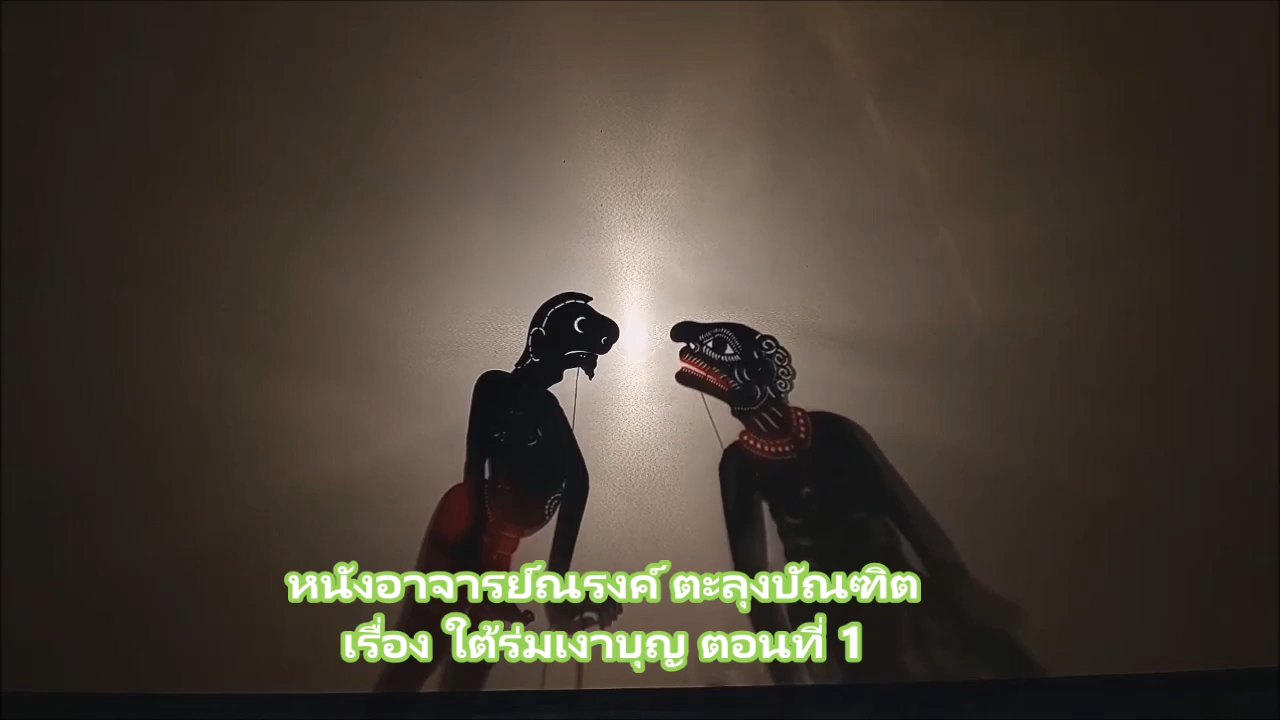 หนังอาจารย์ณรงค์ ตะลุงบัณฑิต
เรื่อง ใต้ร่มเงาบุญ ตอนที่ 1